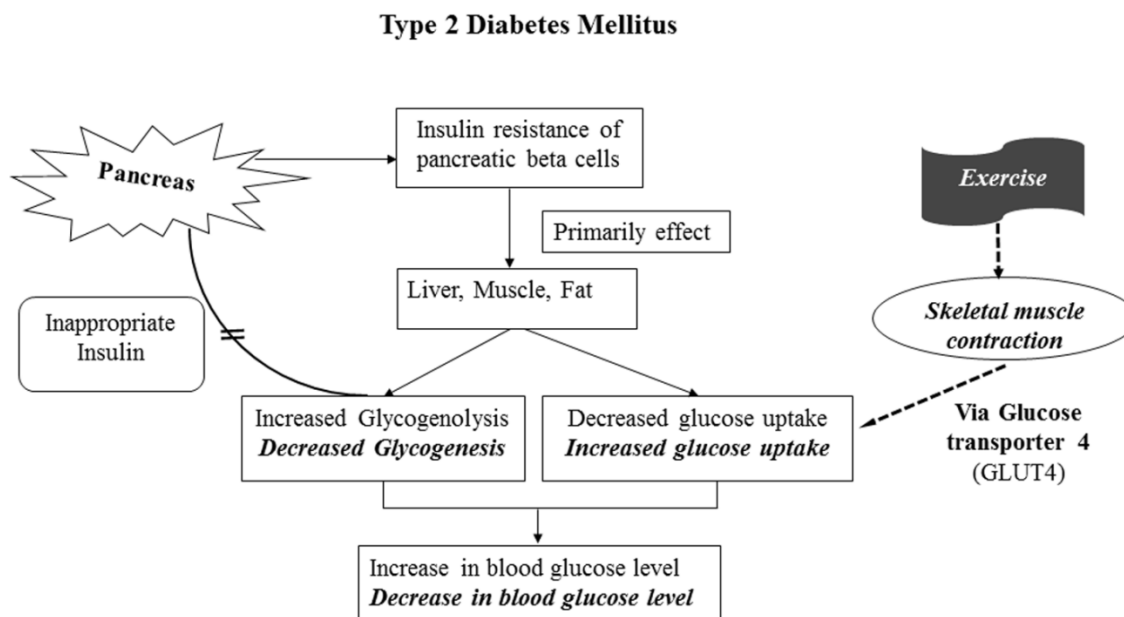 Type 2 Diabetes Mellitus
Insulin resistance of
pancreatic beta cells
Pancreas
Exercise
Primarily effect
Liver, Muscle, Fat
Skeletal muscle
contraction
Inappropriate
Insulin
Increased Glycogenolysis
Decreased Glycogenesis
Decreased glucose uptake
Increased glucose uptake
Via Glucose
transporter 4
(GLUT4)
Increase in blood glucose level
Decrease in blood glucose level